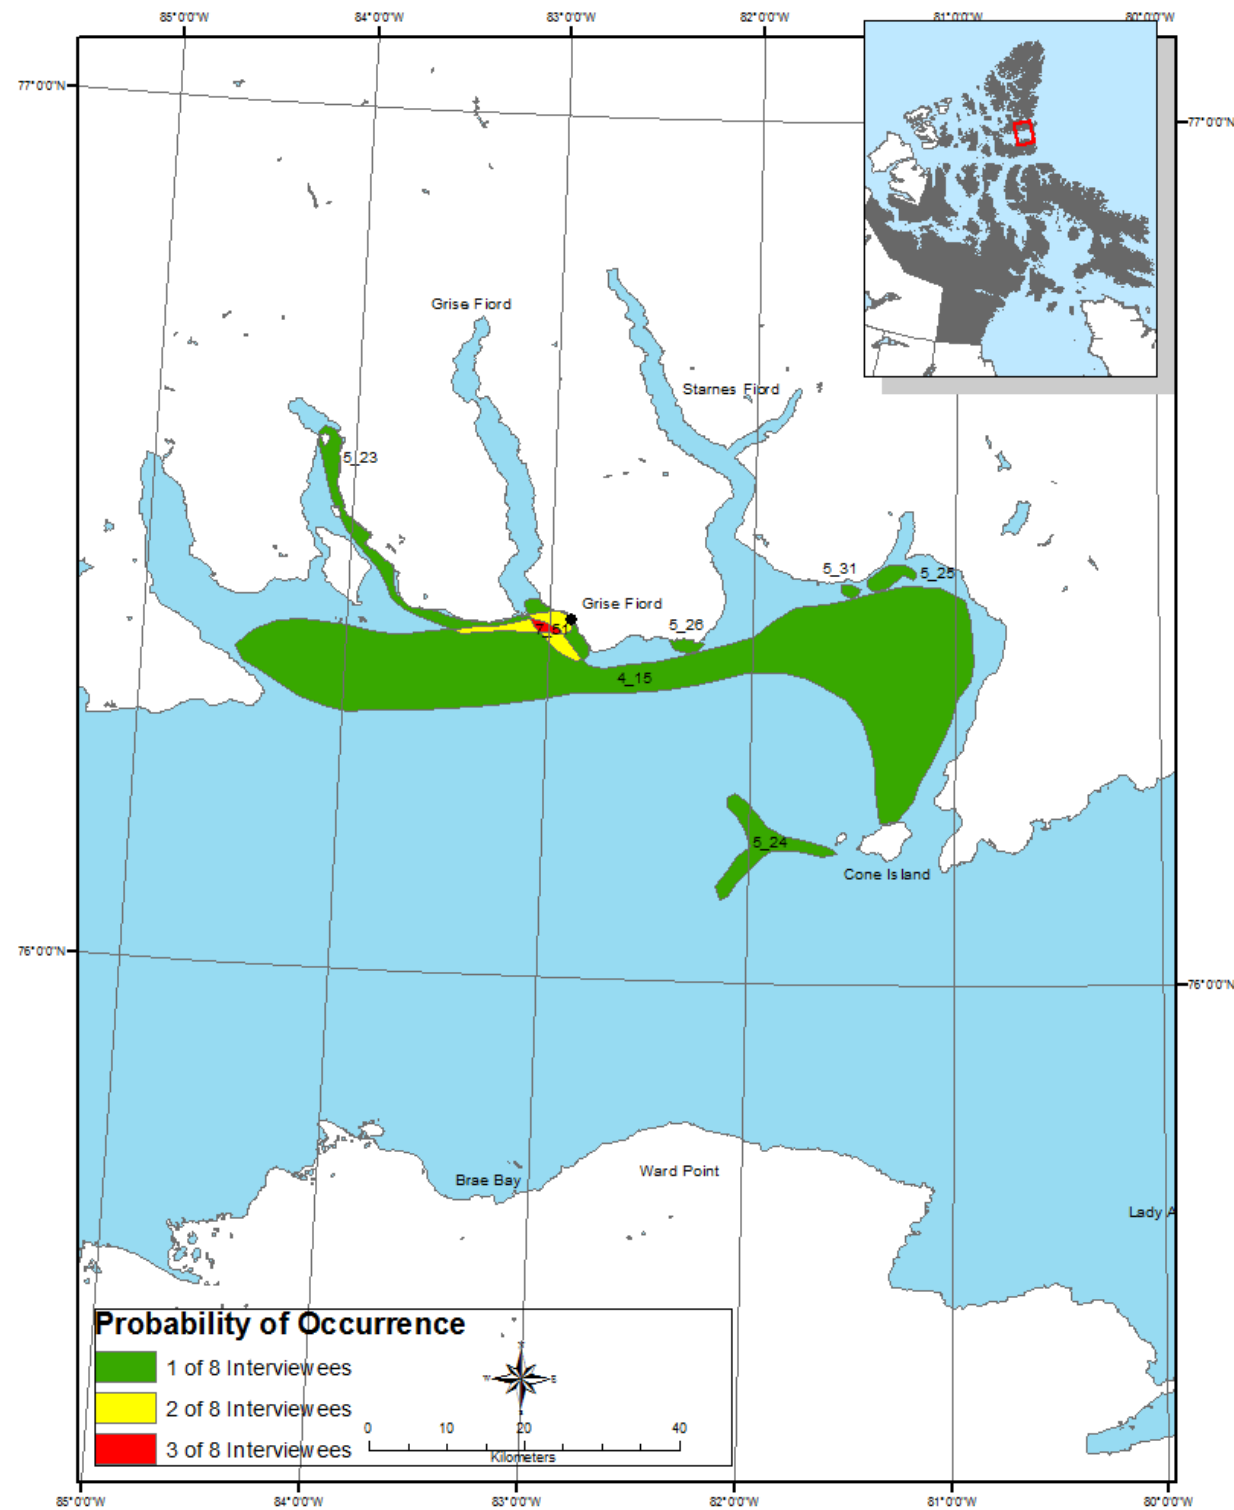 84°0'0"W
83°0'0"W
82°0'0"W
81°0'0"W
80°0'0"W
85°0'0"W
77°0'0"N
77°0'0"N
Grise Fiord
Starnes Fiord
5_23
5_31
5_25
Grise Fiord
5_26
7_51
4_15
5_24
Cone Island
76°0'0"N
76°0'0"N
Brae Bay
Ward Point
Lady A
Probability of Occurrence
1 of 8 Interviewees
2 of 8 Interviewees
3 of 8 Interviewees
N
W
E
S
0 10 20 40
Kilometers
85°0'0"W
84°0'0"W
83°0'0"W
82°0'0"W
81°0'0"W
80°0'0"W